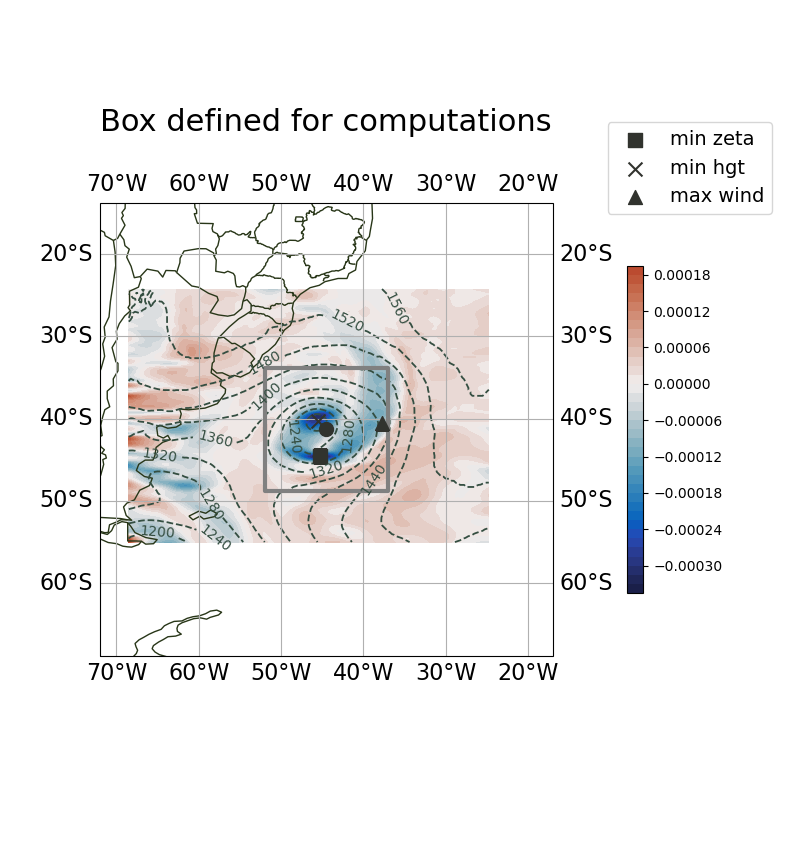 Box defined for computations
min zeta
min hgt
max wind
70°W 60°W 50°W 40°W 30°W 20°W
20°S 20°S
30°S 30°S
40°S 40°S
50°S 50°S
60°S 60°S
70°W 60°W 50°W 40°W 30°W 20°W
1560
1520
1480
1400
1360
1320
1240
1280
1320
1440
1280
1200
1240
0.00018
0.00012
0.00006
0.00000
−0.00006
−0.00012
−0.00018
−0.00024
−0.00030